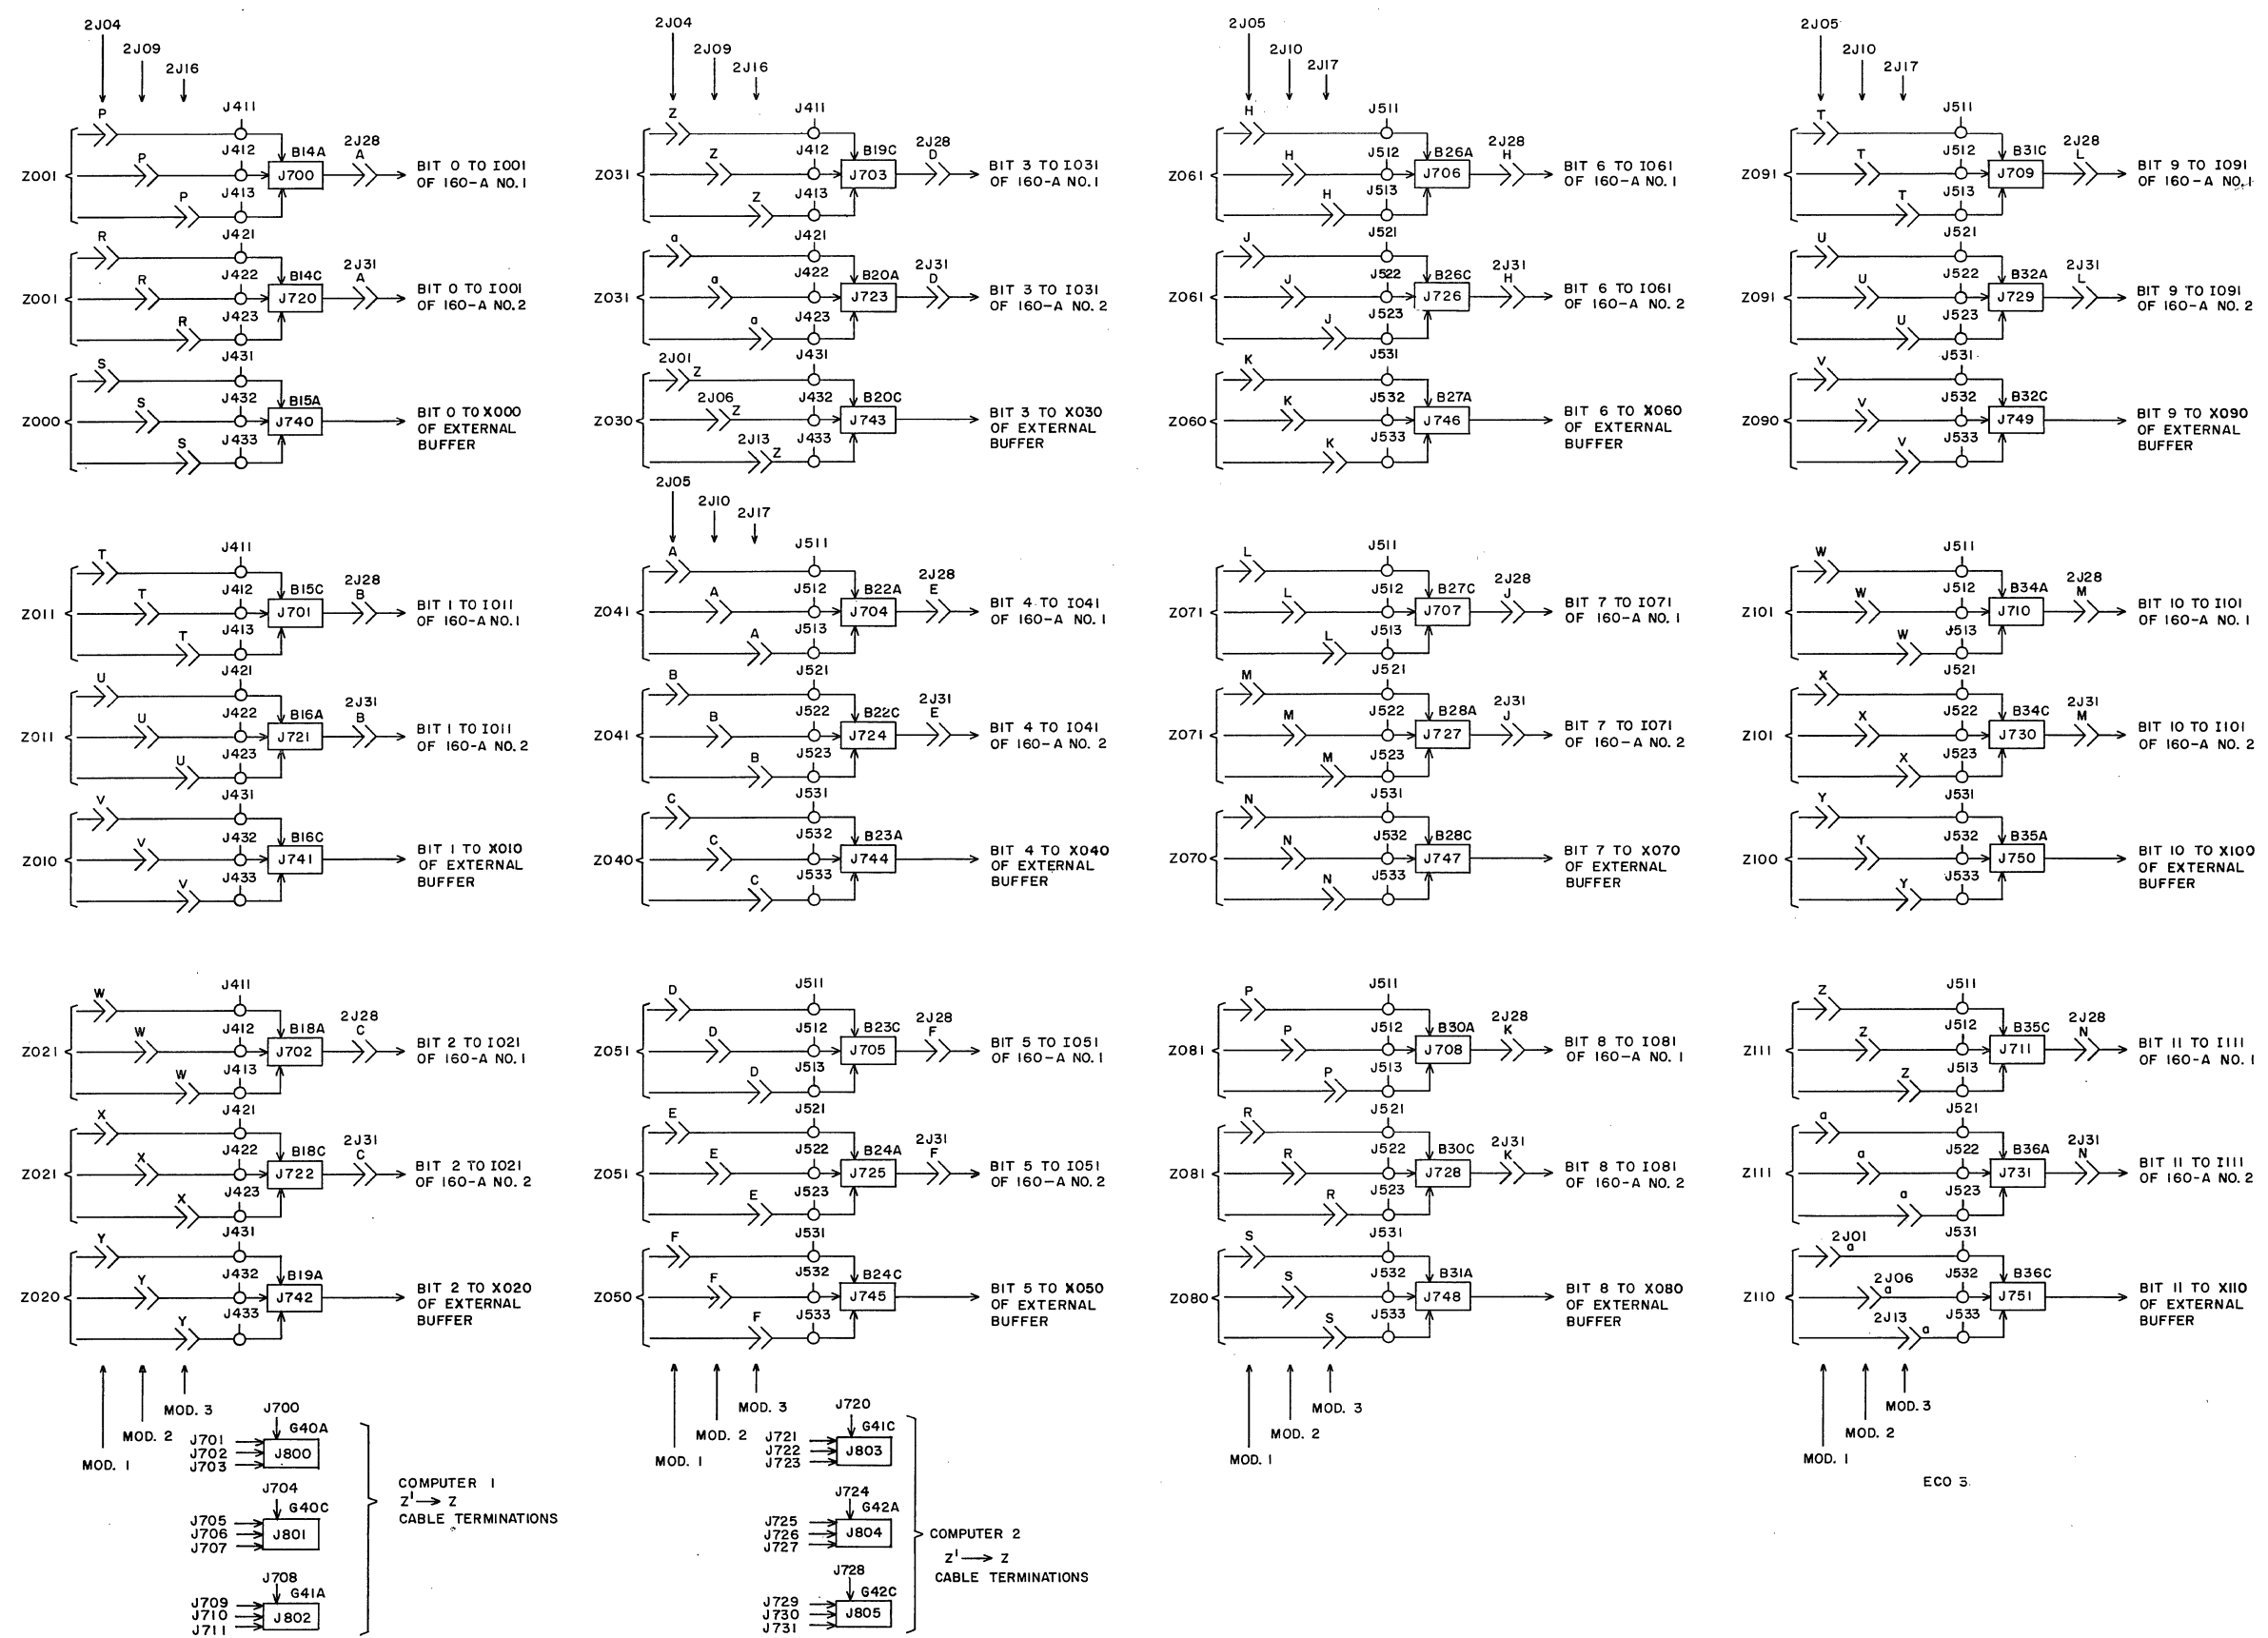 2J04
2J09
2J16
P
J411
Z001
P
J412
B14A
J700
2J28
A
BIT 0 TO I001
OF 160-A NO.1
P
J413
R
J421
Z001
R
J422
B14C
J720
2J31
A
BIT 0 TO I001
OF 160-A NO.2
R
J423
S
J431
Z000
S
J432
B15A
J740
BIT 0 TO X000
OF EXTERNAL
BUFFER
S
J433
T
J411
Z011
T
J412
B15C
J701
2J28
B
BIT 1 TO I011
OF 160-A NO.1
T
J413
U
J421
Z011
U
J422
B16A
J721
2J31
B
BIT 1 TO I011
OF 160-A NO. 2
U
J423
V
J431
Z010
V
J432
B16C
J741
BIT 1 TO X010
OF EXTERNAL
BUFFER
V
J433
W
J411
Z021
W
J412
B18A
J702
2J28
C
BIT 2 TO I021
OF 160-A NO.1
W
J413
X
J421
Z021
X
J422
B18C
J722
2J31
C
BIT 2 TO I021
OF 160-A NO. 2
X
J423
Y
J431
Z020
Y
J432
B19A
J742
BIT 2 TO X020
OF EXTERNAL
BUFFER
Y
J433
MOD. 3
MOD. 2
MOD. 1
2J04
2J09
2J16
Z
J411
Z031
Z
J412
B19C
J703
2J28
D
BIT 3 TO I031
OF 160-A NO.1
Z
J413
a
J421
Z031
a
J422
B20A
J723
2J31
D
BIT 3 TO I031
OF 160-A NO. 2
a
J423
2J01
Z
J431
Z030
2J06
Z
J432
B20C
J743
BIT 3 TO X030
OF EXTERNAL
BUFFER
2J13
Z
J433
2J05
2J10
2J17
A
J511
Z041
A
J512
B22A
J704
2J28
E
BIT 4 TO I041
OF 160-A NO.1
A
J513
B
J521
Z041
B
J522
B22C
J724
2J31
E
BIT 4 TO I041
OF 160-A NO. 2
B
J523
C
J531
Z040
C
J532
B23A
J744
BIT 4 TO X040
OF EXTERNAL
BUFFER
C
J533
D
J511
Z051
D
J512
B23C
J705
2J28
F
BIT 5 TO I051
OF 160-A NO.1
D
J513
E
J521
Z051
E
J522
B24A
J725
2J31
F
BIT 5 TO I051
OF 160-A NO.2
E
J523
F
J531
Z050
F
J532
B24C
J745
BIT 5 TO X050
OF EXTERNAL
BUFFER
F
J533
MOD. 3
MOD. 2
MOD. 1
2J05
2J10
2J17
H
J511
Z061
H
J512
B26A
J706
2J28
H
BIT 6 TO I061
OF 160-A NO.1
H
J513
J
J521
Z061
J
J522
B26C
J726
2J31
H
BIT 6 TO I061
OF 160-A NO. 2
J
J523
K
J531
Z060
K
J532
B27A
J746
BIT 6 TO X060
OF EXTERNAL
BUFFER
K
J533
L
J511
Z071
L
J512
B27C
J707
2J28
J
BIT 7 TO I071
OF 160-A NO. 1
L
J513
M
J521
Z071
M
J522
B28A
J727
2J31
J
BIT 7 TO I071
OF 160-A NO. 2
M
J523
N
J531
Z070
N
J532
B28C
J747
BIT 7 TO X070
OF EXTERNAL
BUFFER
N
J533
P
J511
Z081
P
J512
B30A
J708
2J28
K
BIT 8 TO I081
OF 160-A NO. 1
P
J513
R
J521
Z081
R
J522
B30C
J728
2J31
K
BIT 8 TO I081
OF 160-A NO. 2
R
J523
S
J531
Z080
S
J532
B31A
J748
BIT 8 TO X080
OF EXTERNAL
BUFFER
S
J533
MOD. 3
MOD. 2
MOD. 1
2J05
2J10
2J17
T
J511
Z091
T
J512
B31C
J709
2J28
L
BIT 9 TO I091
OF 160-A NO.1
T
J513
U
J521
Z091
U
J522
B32A
J729
2J31
L
BIT 9 TO I091
OF 160-A NO. 2
U
J523
V
J531
Z090
V
J532
B32C
J749
BIT 9 TO X090
OF EXTERNAL
BUFFER
V
J533
W
J511
Z101
W
J512
B34A
J710
2J28
M
BIT 10 TO I101
OF 160-A NO. 1
W
J513
X
J521
Z101
X
J522
B34C
J730
2J31
M
BIT 10 TO I101
OF 160-A NO. 2
X
J523
Y
J531
Z100
Y
J532
B35A
J750
BIT 10 TO X100
OF EXTERNAL
BUFFER
Y
J533
Z
J511
Z111
Z
J512
B35C
J711
2J28
N
BIT 11 TO I111
OF 160-A NO. 1
Z
J513
a
J521
Z111
a
J522
B36A
J731
2J31
N
BIT 11 TO I111
OF 160-A NO.2
a
J523
2J01
a
J531
Z110
2J06
a
J532
B36C
J751
BIT 11 TO X110
OF EXTERNAL
BUFFER
2J13
a
J533
MOD. 3
MOD. 2
MOD. 1
ECO 3
J700
G40A
J701
J702
J703
J800
J704
G40C
J705
J706
J707
J801
J708
G41A
J709
J710
J711
J802
COMPUTER 1
Z' → Z
CABLE TERMINATIONS
J720
G41C
J721
J722
J723
J803
J724
G42A
J725
J726
J727
J804
J728
G42C
J729
J730
J731
J805
COMPUTER 2
Z' → Z
CABLE TERMINATIONS